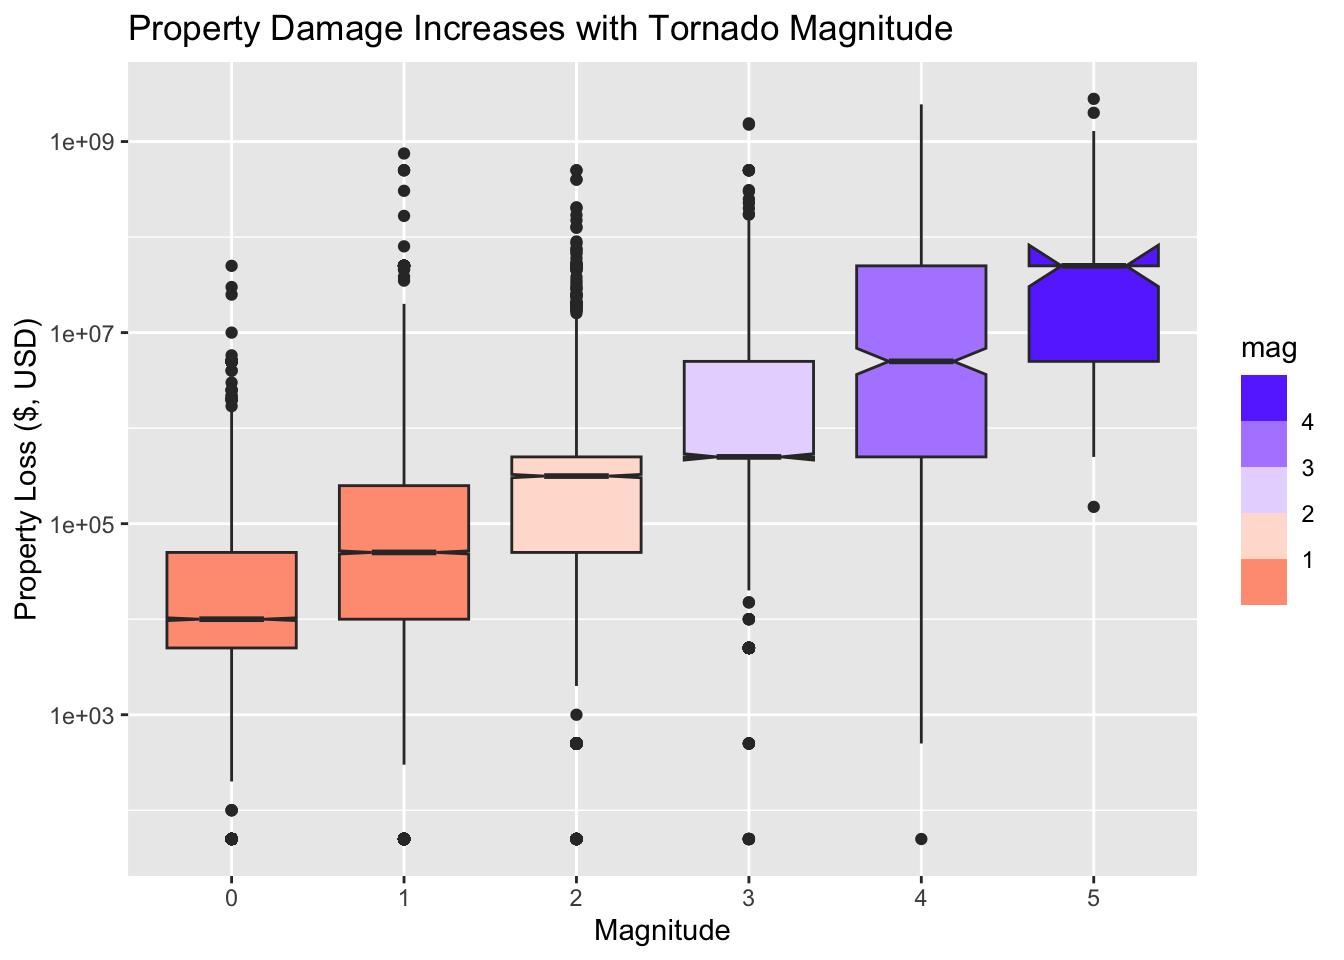 Property Damage Increases with Tornado Magnitude
Property Loss ($, USD)
1e+09
1e+07
1e+05
1e+03
0 1 2 3 4 5
Magnitude
mag
4
3
2
1